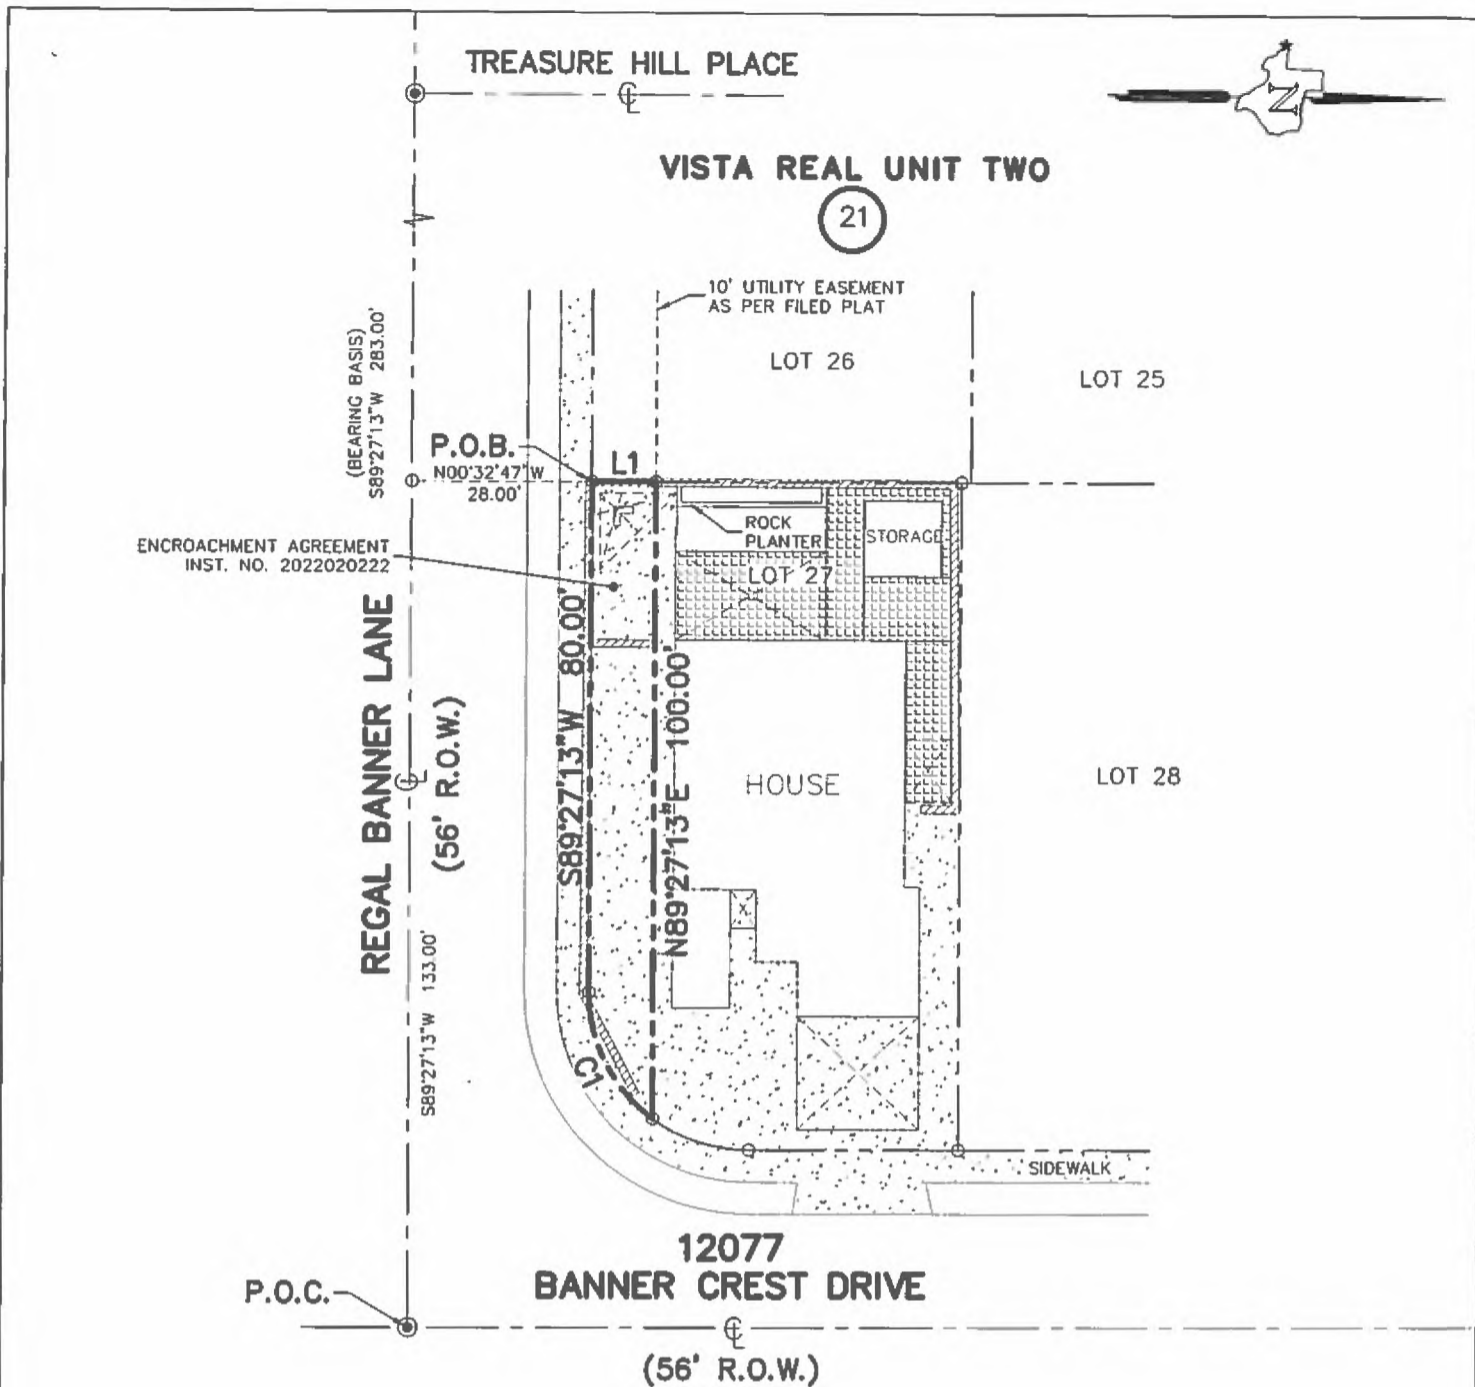 TREASURE HILL PLACE
N
VISTA REAL UNIT TWO
21
10' UTILITY EASEMENT
AS PER FILED PLAT
LOT 26
LOT 25
(BEARING BASIS)
S89°27'13"W 283.00'
P.O.B.
L1
N00°32'47"W
28.00'
ROCK
PLANTER
STORAGE
LOT 27
ENCROACHMENT AGREEMENT
INST. NO. 2022020222
REGAL BANNER LANE
(56' R.O.W.)
S89°27'13"W 80.00'
N89°27'13"E 100.00'
HOUSE
LOT 28
S89°27'13"W 133.00'
C1
SIDEWALK
12077
BANNER CREST DRIVE
P.O.C.
(56' R.O.W.)